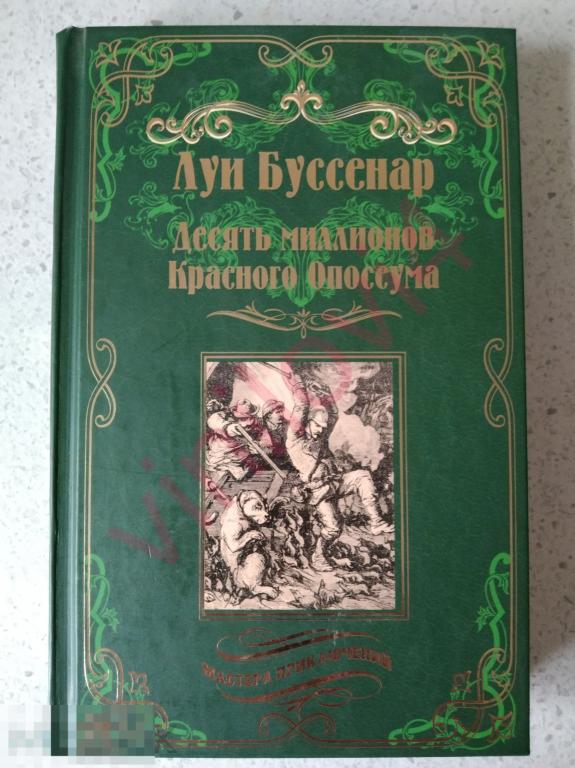 Луи Буссенар
Десять миллионов
Красного Опоссума
МАСТЕРА ПРИКЛЮЧЕНИЙ